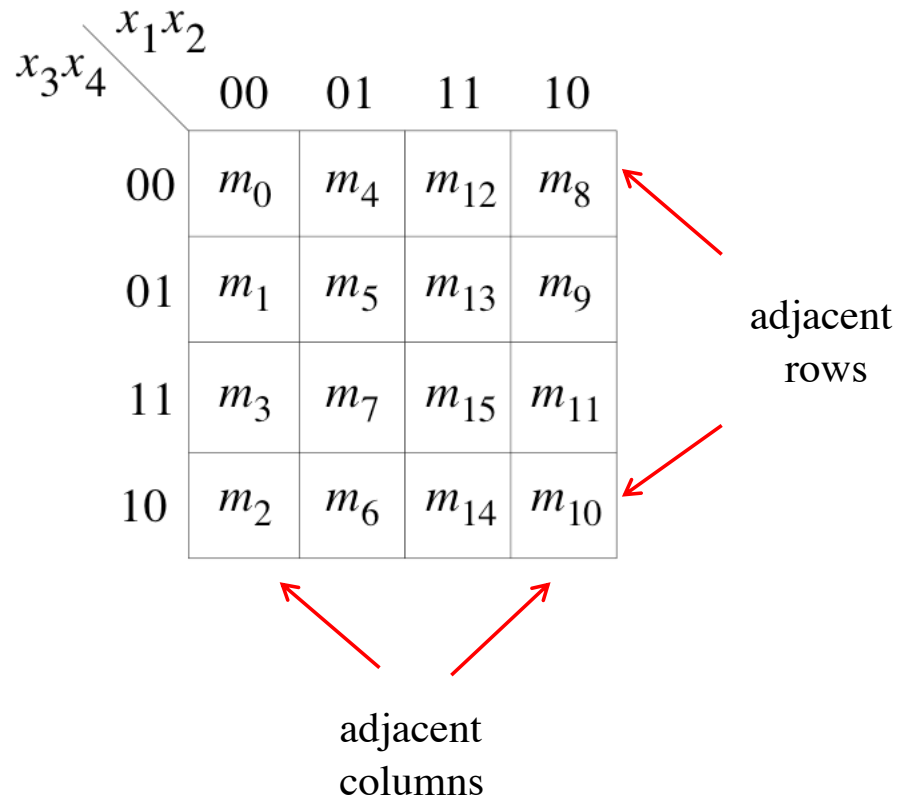 x₁x₂
x₃x₄
00 01 11 10
00 m₀ m₄ m₁₂ m₈
01 m₁ m₅ m₁₃ m₉
adjacent
rows
11 m₃ m₇ m₁₅ m₁₁
10 m₂ m₆ m₁₄ m₁₀
adjacent
columns